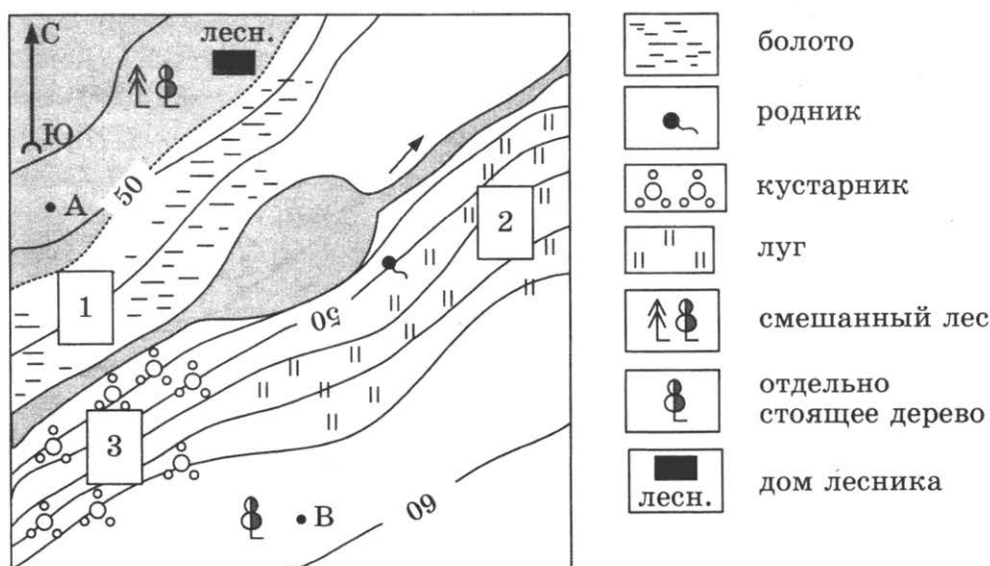 С
лесн.
Ю
50
А
1
2
50
3
В
60
болото
родник
кустарник
луг
смешанный лес
отдельно
стоящее дерево
лесн.
дом лесника